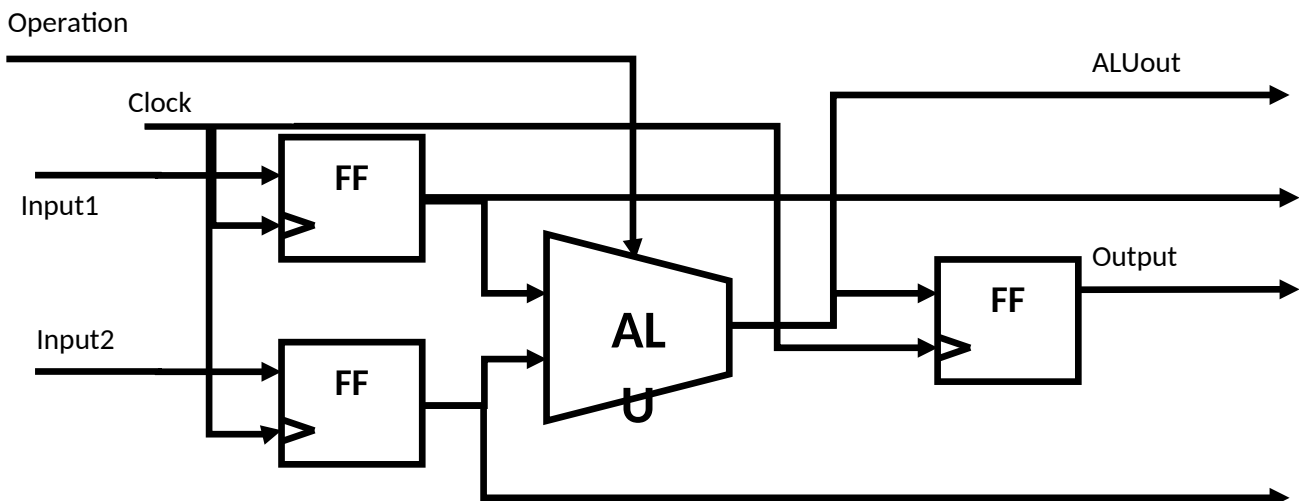 Operation
ALUout
Clock
FF
Input1
Output
FF
AL
U
Input2
FF